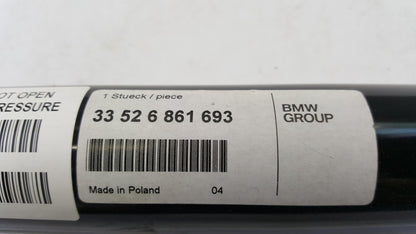 OT OPEN
RESSURE
1 Stueck / piece
33 52 6 861 693
BMW
GROUP
Made in Poland 04